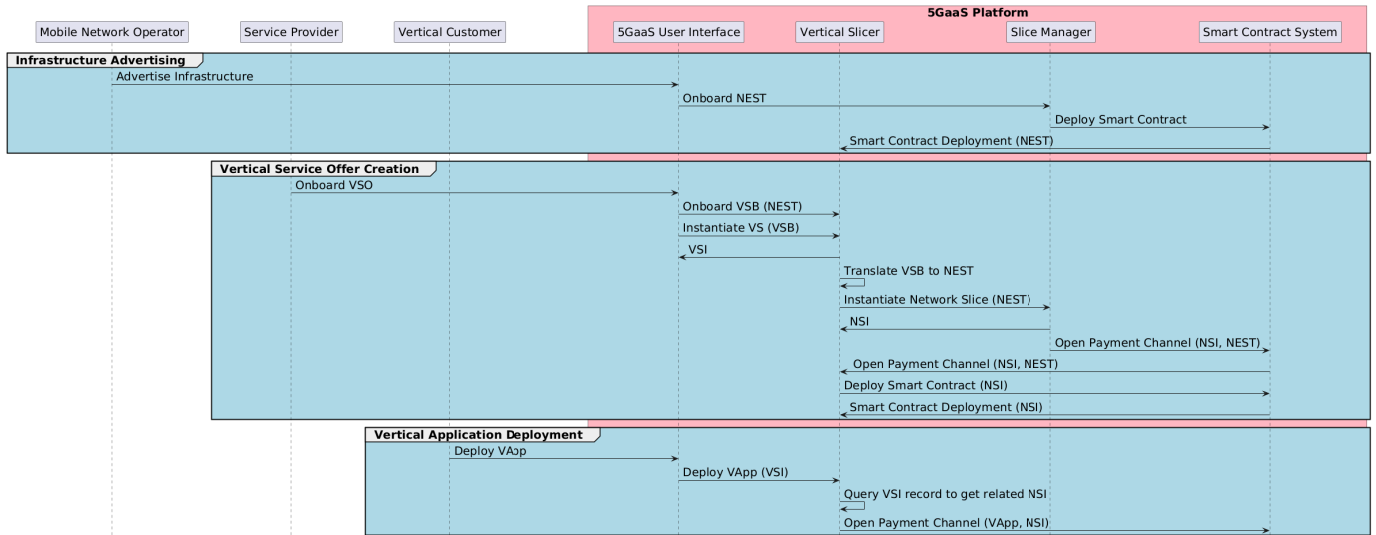 5GaaS Platform
Mobile Network Operator
Service Provider
Vertical Customer
5GaaS User Interface
Vertical Slicer
Slice Manager
Smart Contract System
Infrastructure Advertising
Advertise Infrastructure
Onboard NEST
Deploy Smart Contract
Smart Contract Deployment (NEST)
Vertical Service Offer Creation
Onboard VSO
Onboard VSB (NEST)
Instantiate VS (VSB)
VSI
Translate VSB to NEST
Instantiate Network Slice (NEST)
NSI
Open Payment Channel (NSI, NEST)
Open Payment Channel (NSI, NEST)
Deploy Smart Contract (NSI)
Smart Contract Deployment (NSI)
Vertical Application Deployment
Deploy VApp
Deploy VApp (VSI)
Query VSI record to get related NSI
Open Payment Channel (VApp, NSI)